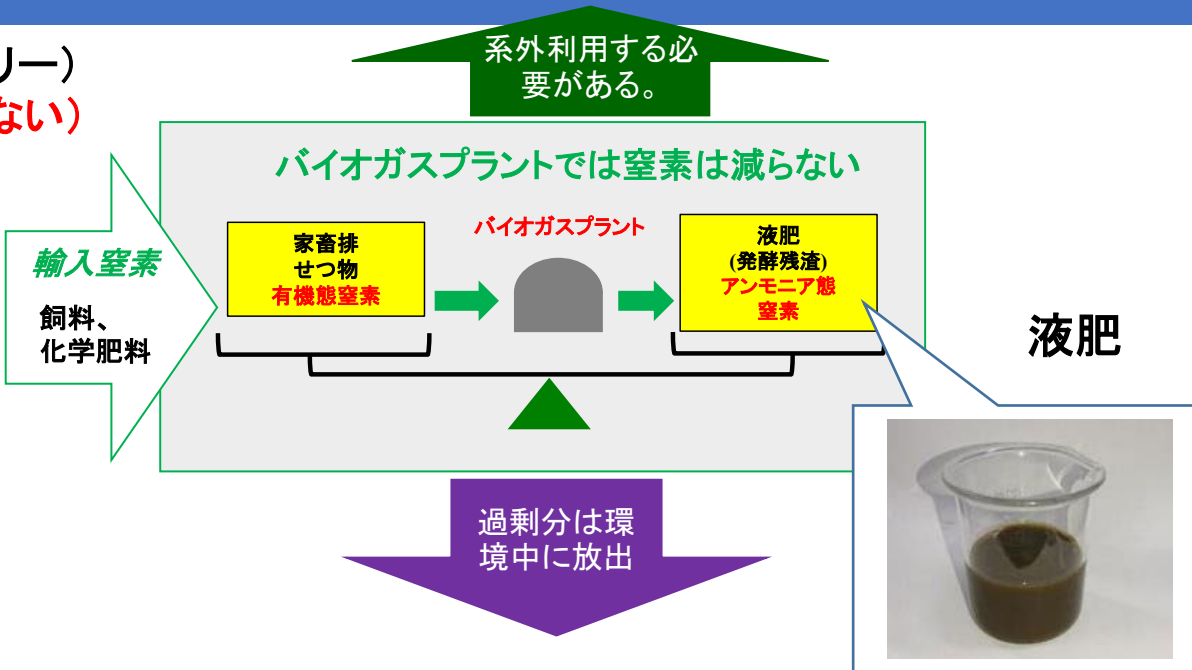 系外利用する必
要がある。
リー）
ない）
バイオガスプラントでは窒素は減らない
輸入窒素
飼料、
化学肥料
家畜排
せつ物
有機態窒素
バイオガスプラント
液肥
(発酵残渣)
アンモニア態
窒素
液肥
過剰分は環
境中に放出